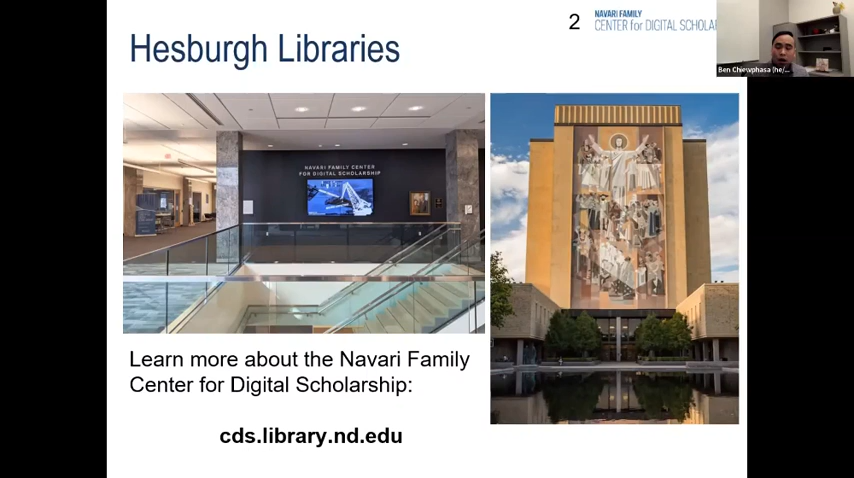 Hesburgh Libraries
2
NAVARI FAMILY
CENTER for DIGITAL SCHOLAR
Ben Chiewphasa (he/...
NAVARI FAMILY CENTER
FOR DIGITAL SCHOLARSHIP
Learn more about the Navari Family
Center for Digital Scholarship:
cds.library.nd.edu